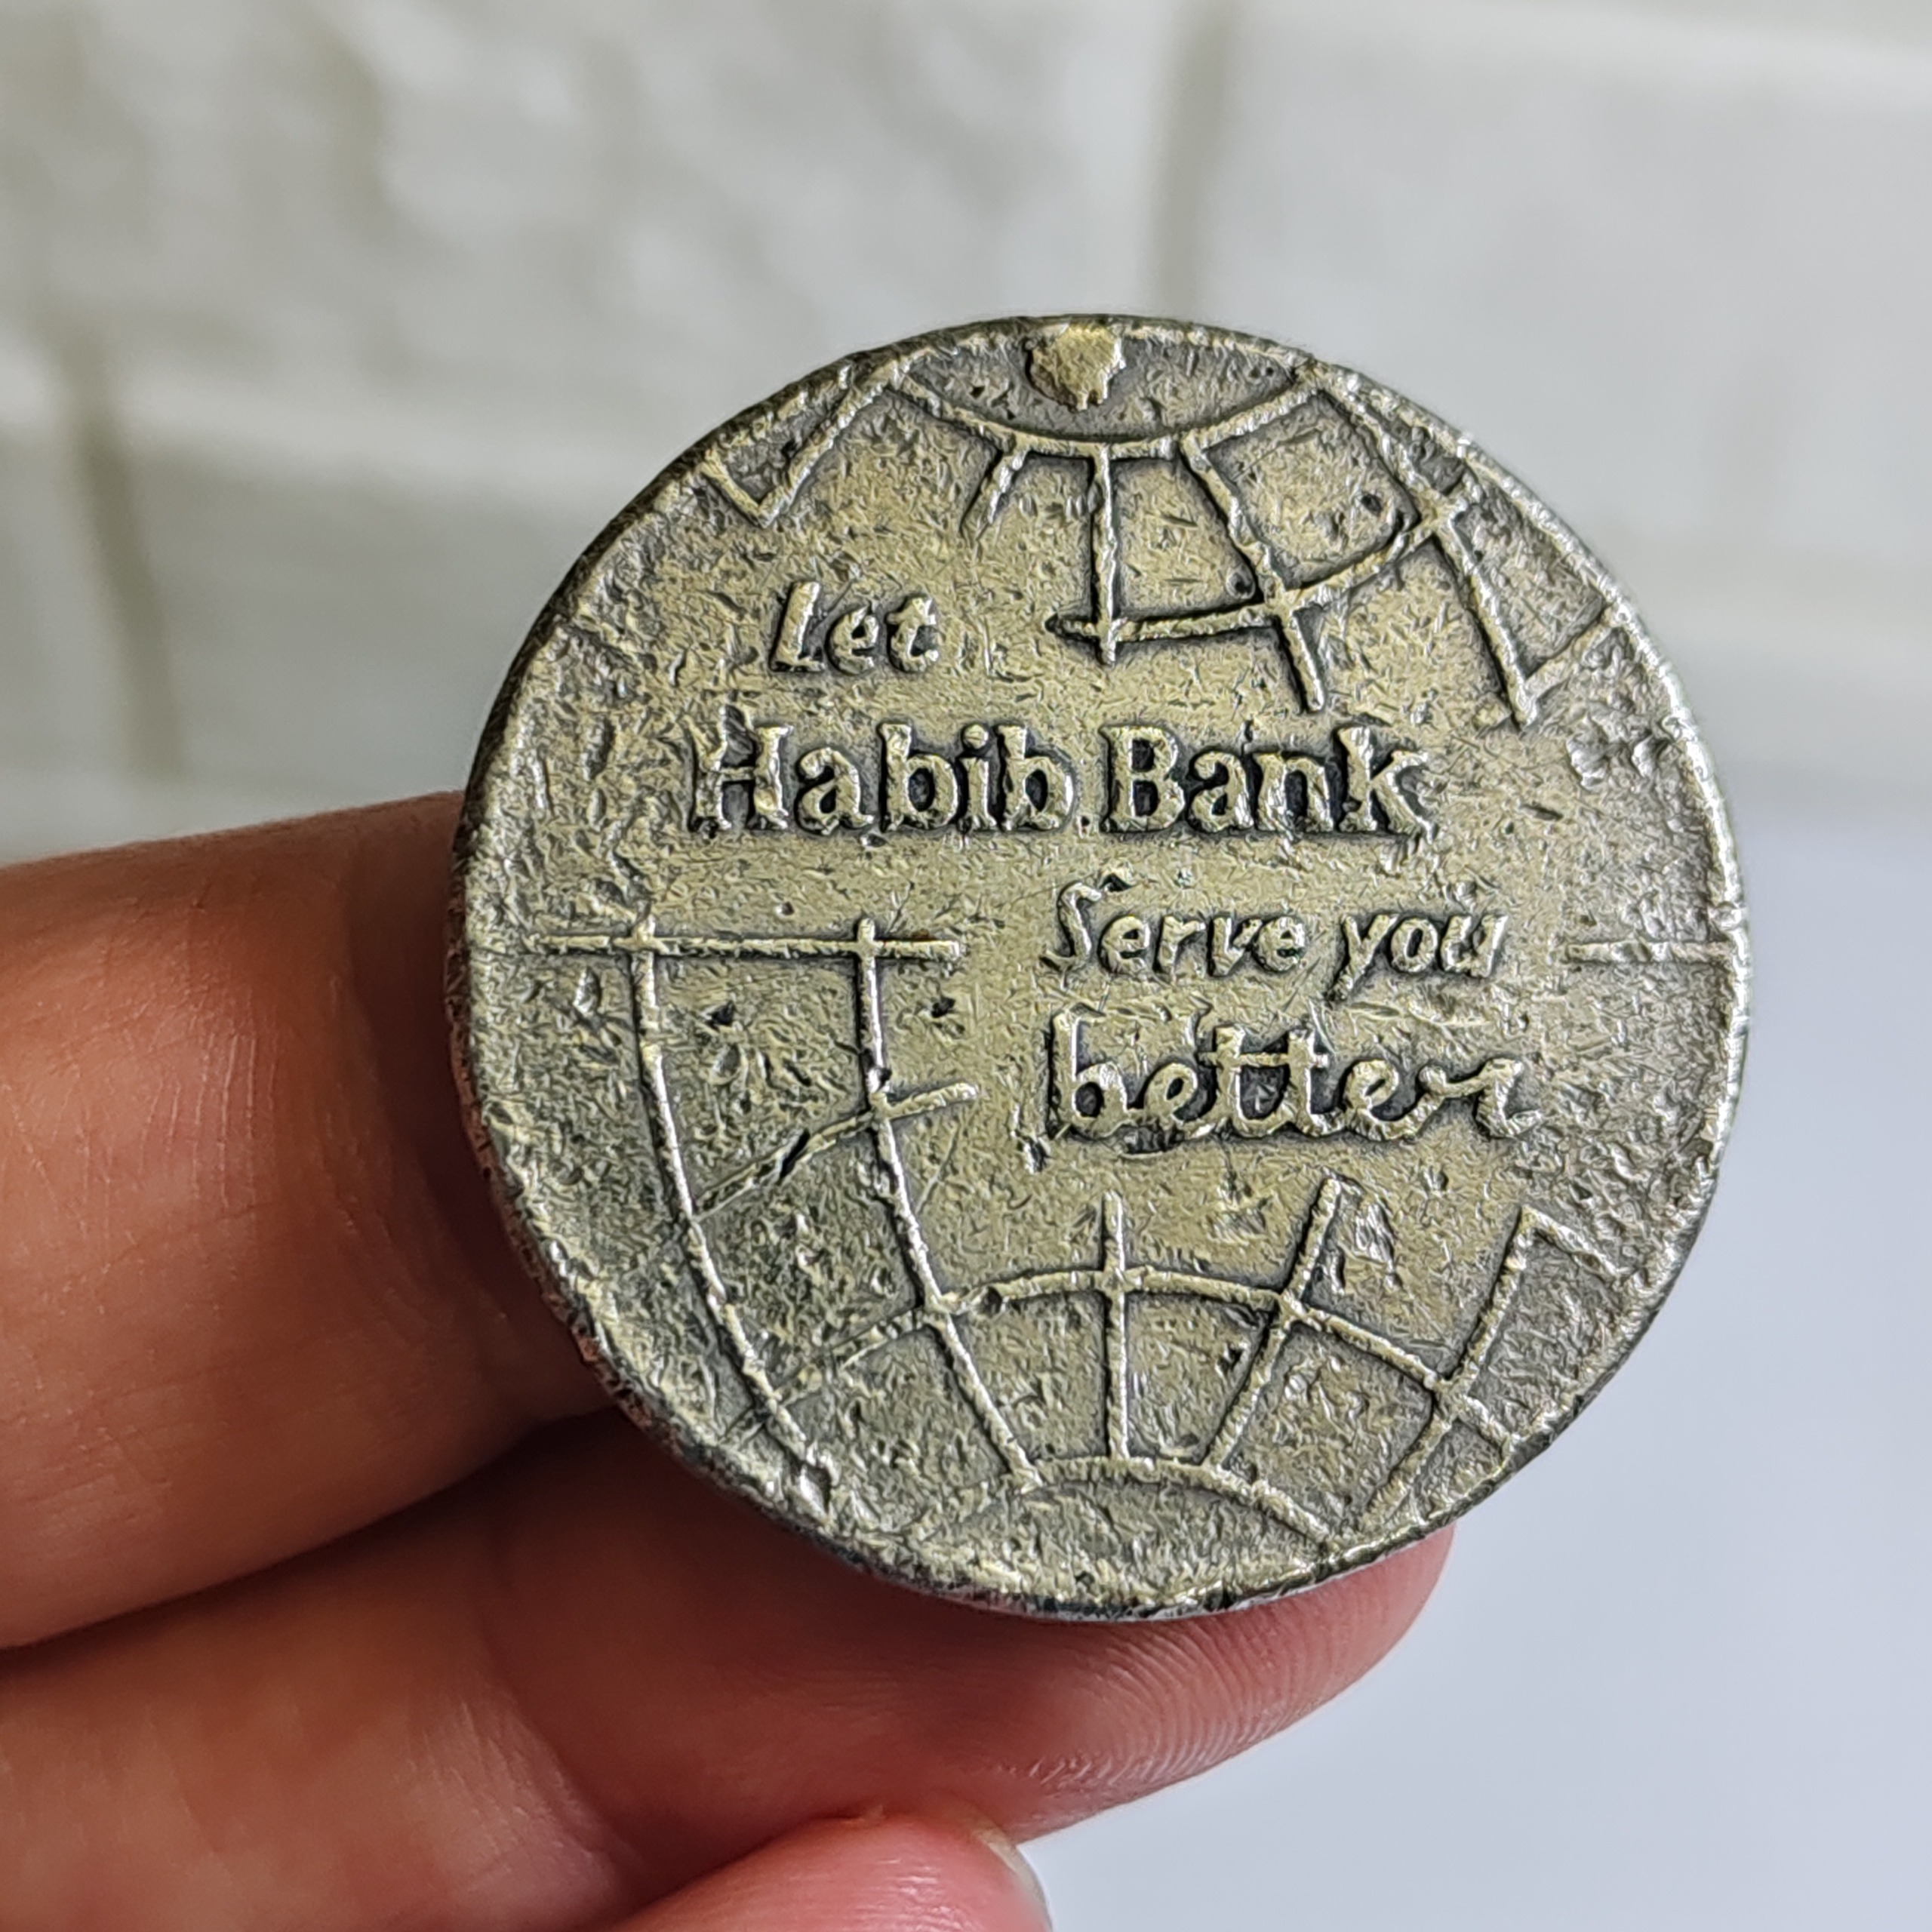 Let
Habib Bank
Serve you
better